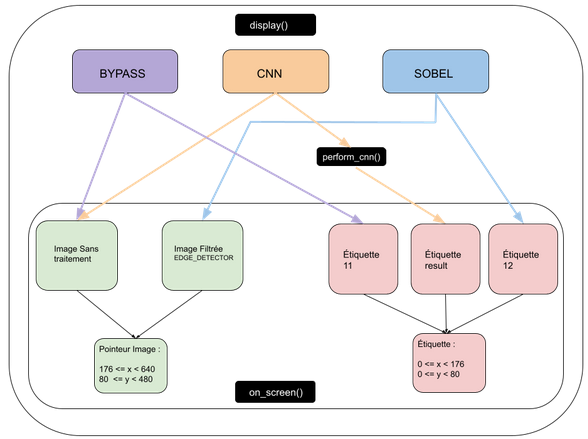 display()
BYPASS
CNN
SOBEL
perform_cnn()
Image Sans
traitement
Image Filtrée
EDGE_DETECTOR
Étiquette
11
Étiquette
result
Étiquette
12
Pointeur Image :
176 <= x < 640
80 <= y < 480
Étiquette :
0 <= x < 176
0 <= y < 80
on_screen()